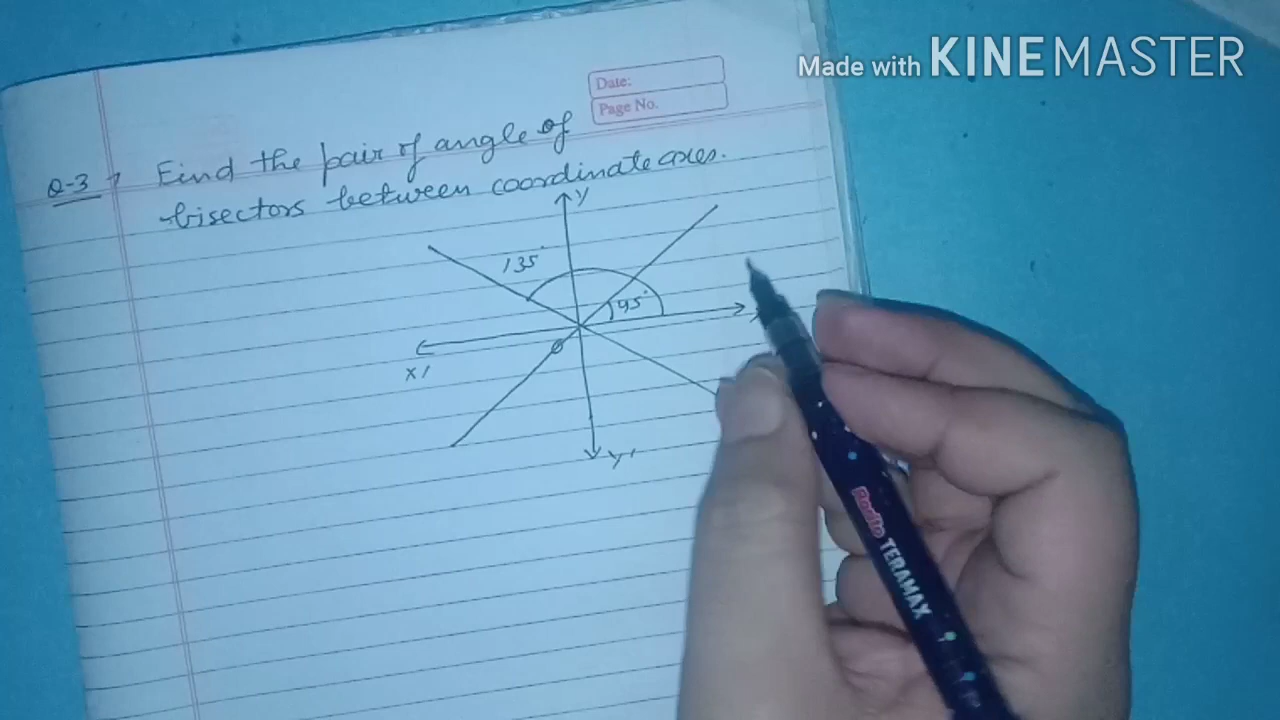 Made with KINEMASTER
Date:
Page No.
Q-3 Find the pair of angle of
bisectors between coordinate axes.
Y
135°
45°
X'
Y'
Rorito TERAMAX